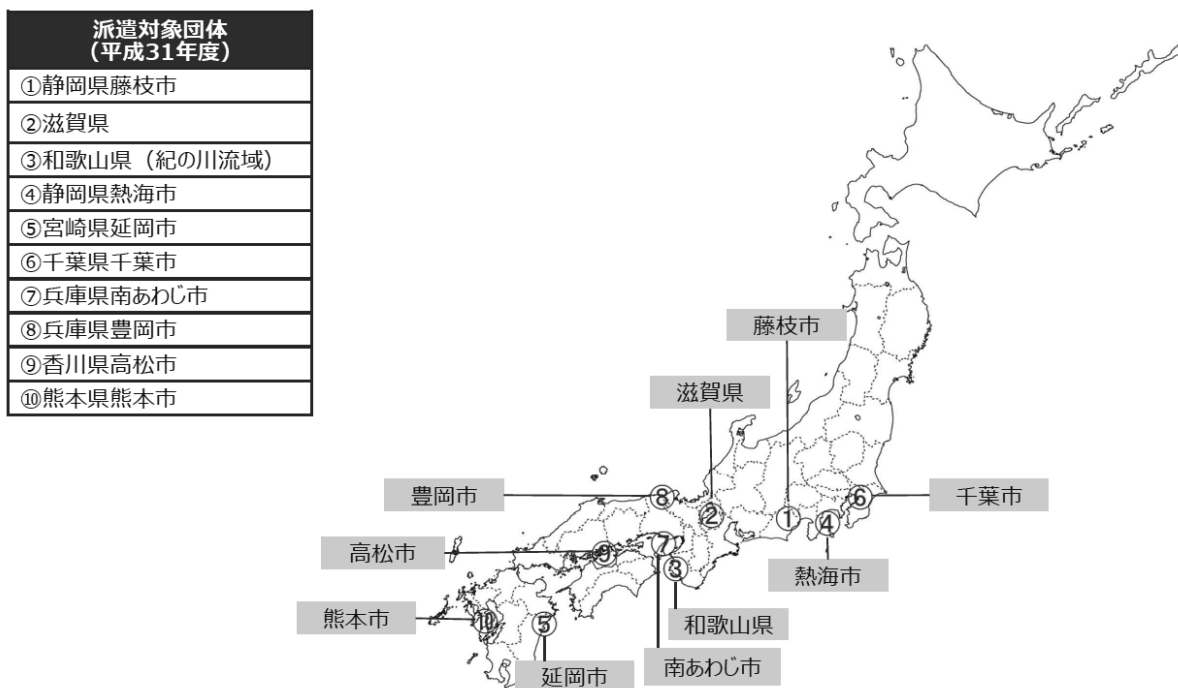 派遣対象団体
（平成31年度）
①静岡県藤枝市
②滋賀県
③和歌山県（紀の川流域）
④静岡県熱海市
⑤宮崎県延岡市
⑥千葉県千葉市
⑦兵庫県南あわじ市
⑧兵庫県豊岡市
⑨香川県高松市
⑩熊本県熊本市
藤枝市
滋賀県
豊岡市
⑧
②
①
④
⑥
千葉市
高松市
⑨
⑦
③
熱海市
熊本市
⑩
⑤
和歌山県
延岡市
南あわじ市